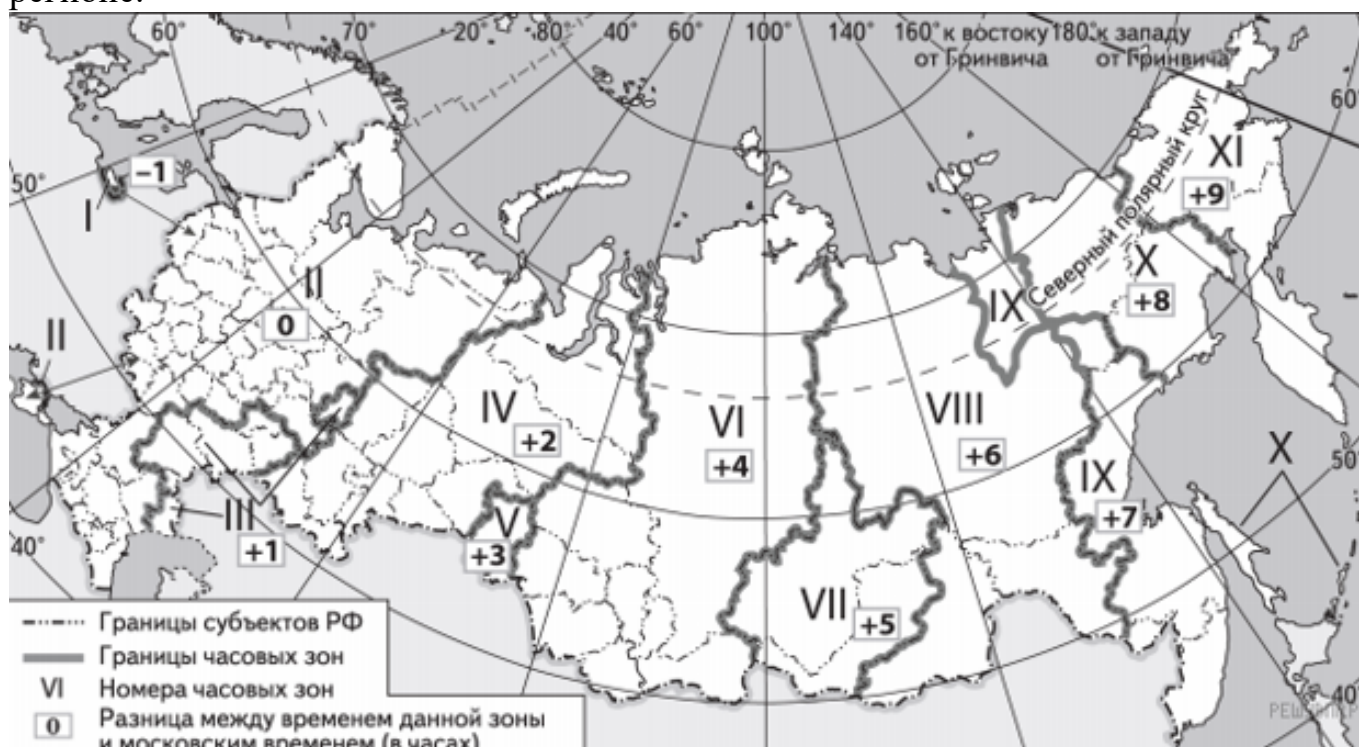 регионе.
60° 70° 20° 80° 40° 60° 100° 120° 140° 160° к востоку 180° к западу
от Гринвича от Гринвича
60°
Северный полярный круг
XI
+9
–1
50°
I
X
+8
II
0
IX
II
IV
+2
VI
+4
VIII
+6
X
50°
IX
+7
III
+1
V
+3
40°
VII
+5
40°
Границы субъектов РФ
Границы часовых зон
VI Номера часовых зон
0 Разница между временем данной зоны
и московским временем (в часах)